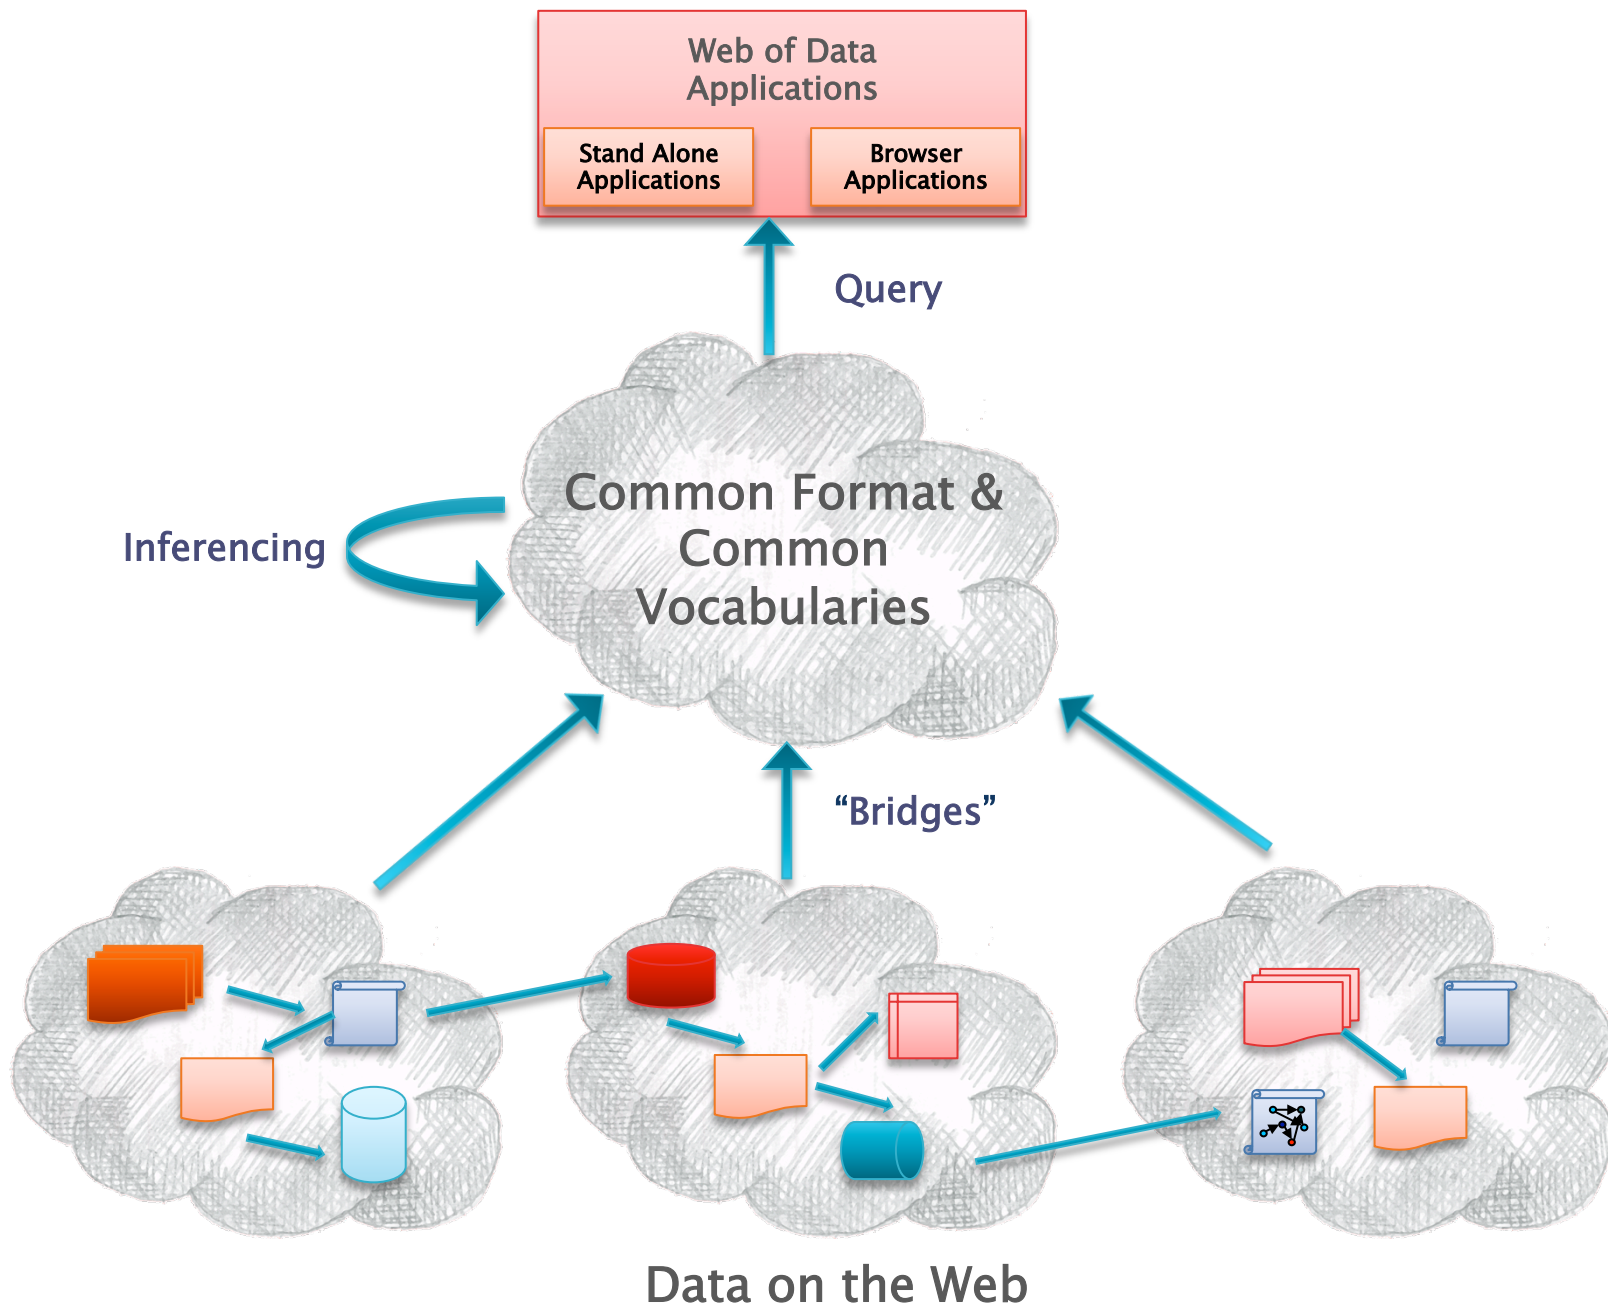 Web of Data
Applications
Stand Alone
Applications
Browser
Applications
Query
Common Format &
Common
Vocabularies
Inferencing
“Bridges”
Data on the Web